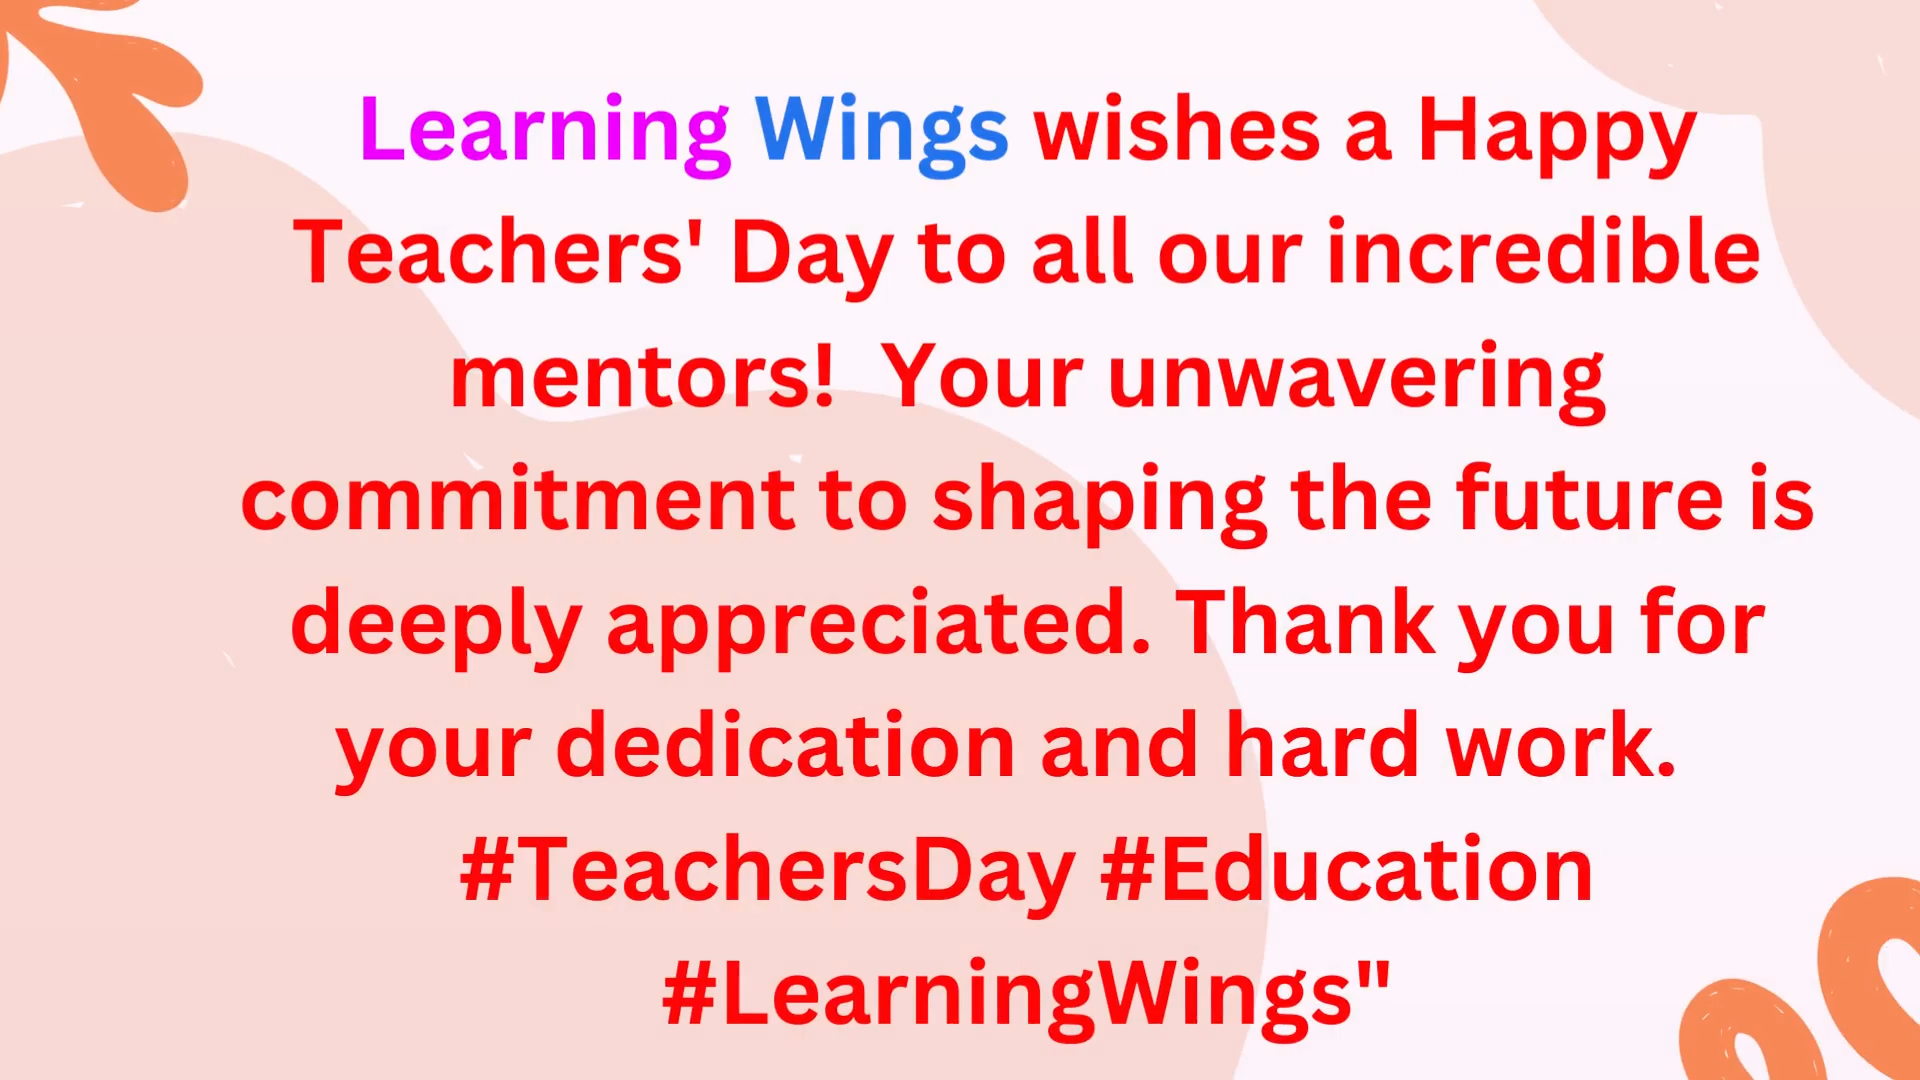 Learning Wings wishes a Happy
Teachers' Day to all our incredible
mentors!  Your unwavering
commitment to shaping the future is
deeply appreciated. Thank you for
your dedication and hard work.
#TeachersDay #Education
#LearningWings"